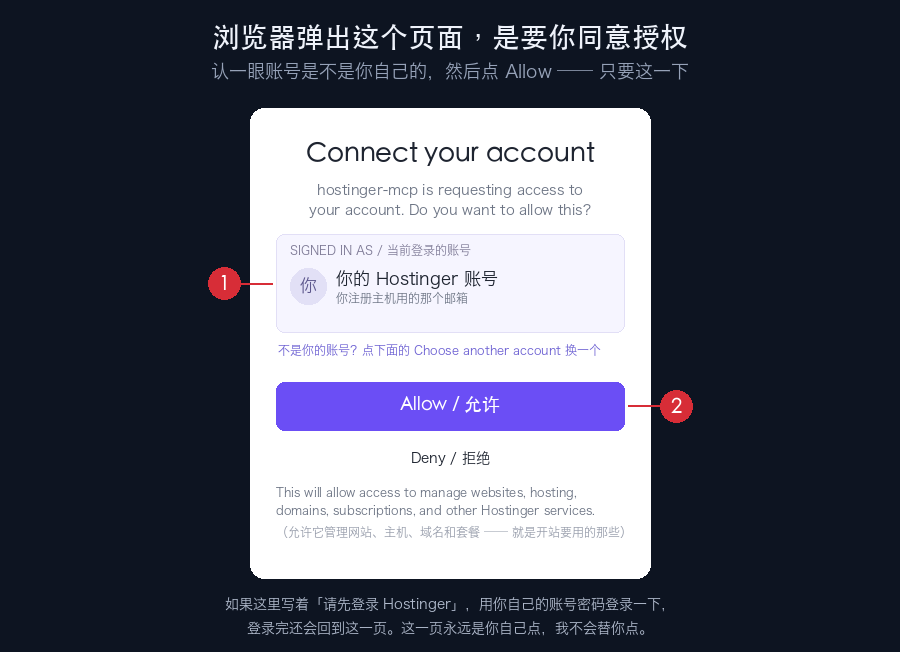 浏览器弹出这个页面，是要你同意授权
认一眼账号是不是你自己的，然后点 Allow —— 只要这一下
Connect your account
hostinger-mcp is requesting access to
your account. Do you want to allow this?
SIGNED IN AS / 当前登录的账号
1
你
你的 Hostinger 账号
你注册主机用的那个邮箱
不是你的账号？点下面的 Choose another account 换一个
Allow / 允许
2
Deny / 拒绝
This will allow access to manage websites, hosting,
domains, subscriptions, and other Hostinger services.
（允许它管理网站、主机、域名和套餐 —— 就是开站要用的那些）
如果这里写着「请先登录 Hostinger」，用你自己的账号密码登录一下，
登录完还会回到这一页。这一页永远是你自己点，我不会替你点。